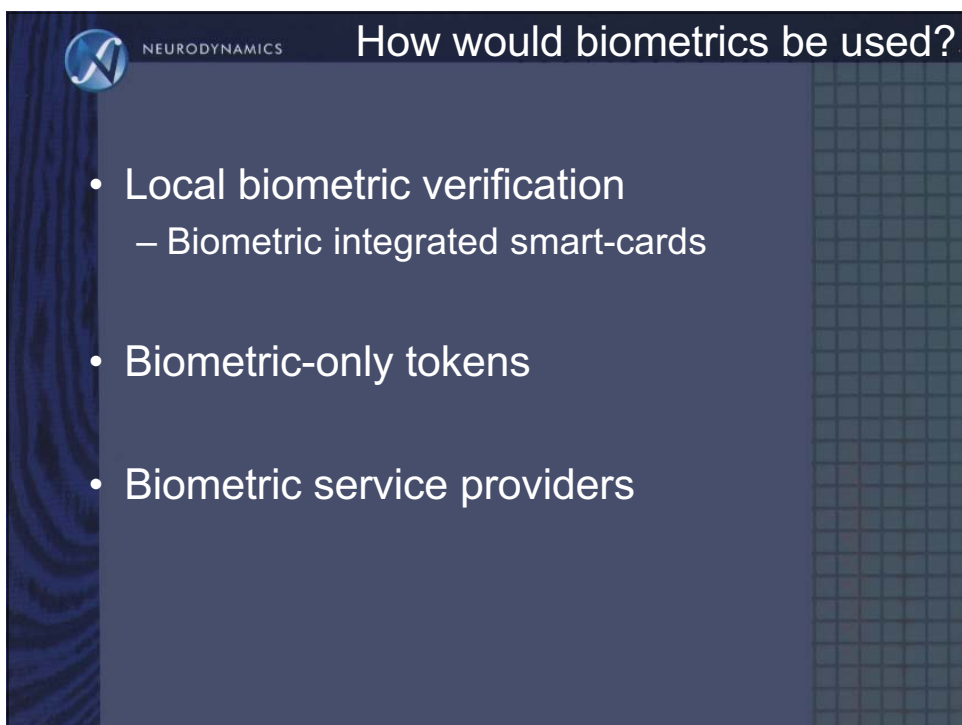 NEURODYNAMICS
How would biometrics be used?
• Local biometric verification
– Biometric integrated smart-cards
• Biometric-only tokens
• Biometric service providers